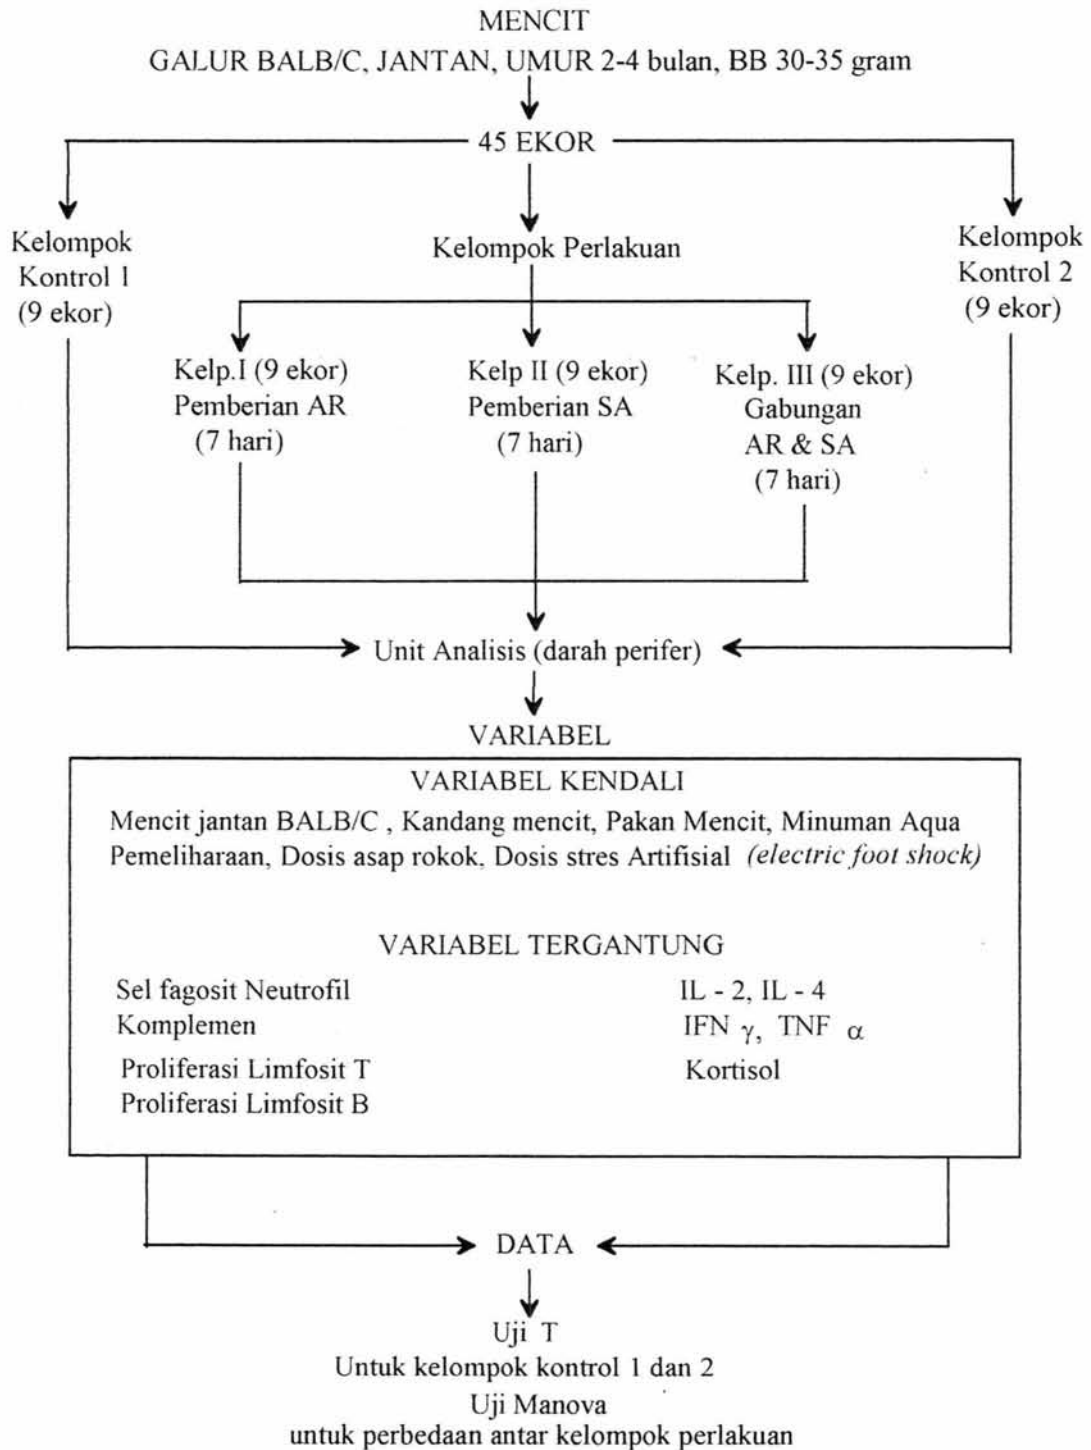 MENCIT
GALUR BALB/C, JANTAN, UMUR 2-4 bulan, BB 30-35 gram
45 EKOR
Kelompok
Kontrol 1
(9 ekor)
Kelompok Perlakuan
Kelompok
Kontrol 2
(9 ekor)
Kelp.I (9 ekor)
Pemberian AR
(7 hari)
Kelp II (9 ekor)
Pemberian SA
(7 hari)
Kelp. III (9 ekor)
Gabungan
AR & SA
(7 hari)
Unit Analisis (darah perifer)
VARIABEL
VARIABEL KENDALI
Mencit jantan BALB/C , Kandang mencit, Pakan Mencit, Minuman Aqua
Pemeliharaan, Dosis asap rokok, Dosis stres Artifisial (electric foot shock)
VARIABEL TERGANTUNG
Sel fagosit Neutrofil
Komplemen
Proliferasi Limfosit T
Proliferasi Limfosit B
IL - 2, IL - 4
IFN γ, TNF α
Kortisol
DATA
Uji T
Untuk kelompok kontrol 1 dan 2
Uji Manova
untuk perbedaan antar kelompok perlakuan